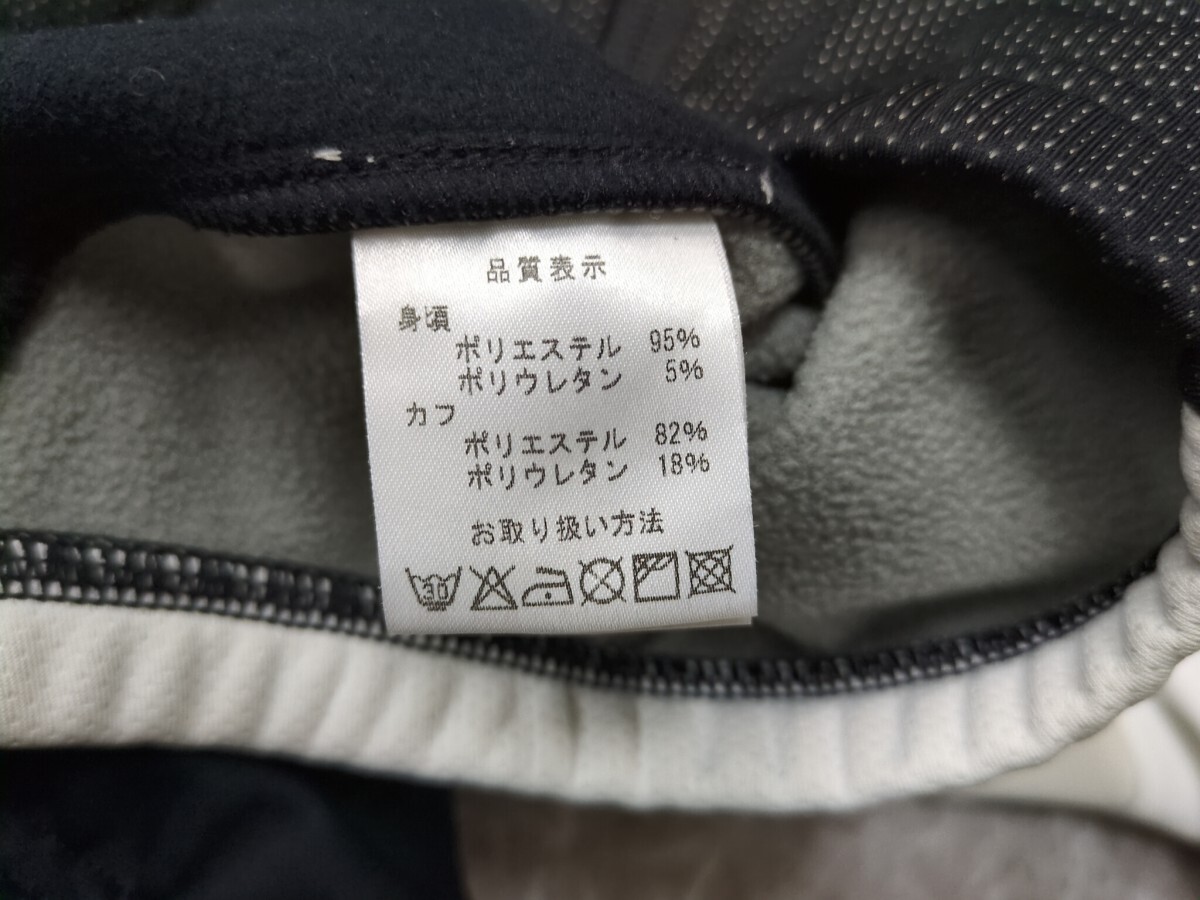 品質表示
身頃
ポリエステル 95%
ポリウレタン 5%
カフ
ポリエステル 82%
ポリウレタン 18%
お取り扱い方法
30